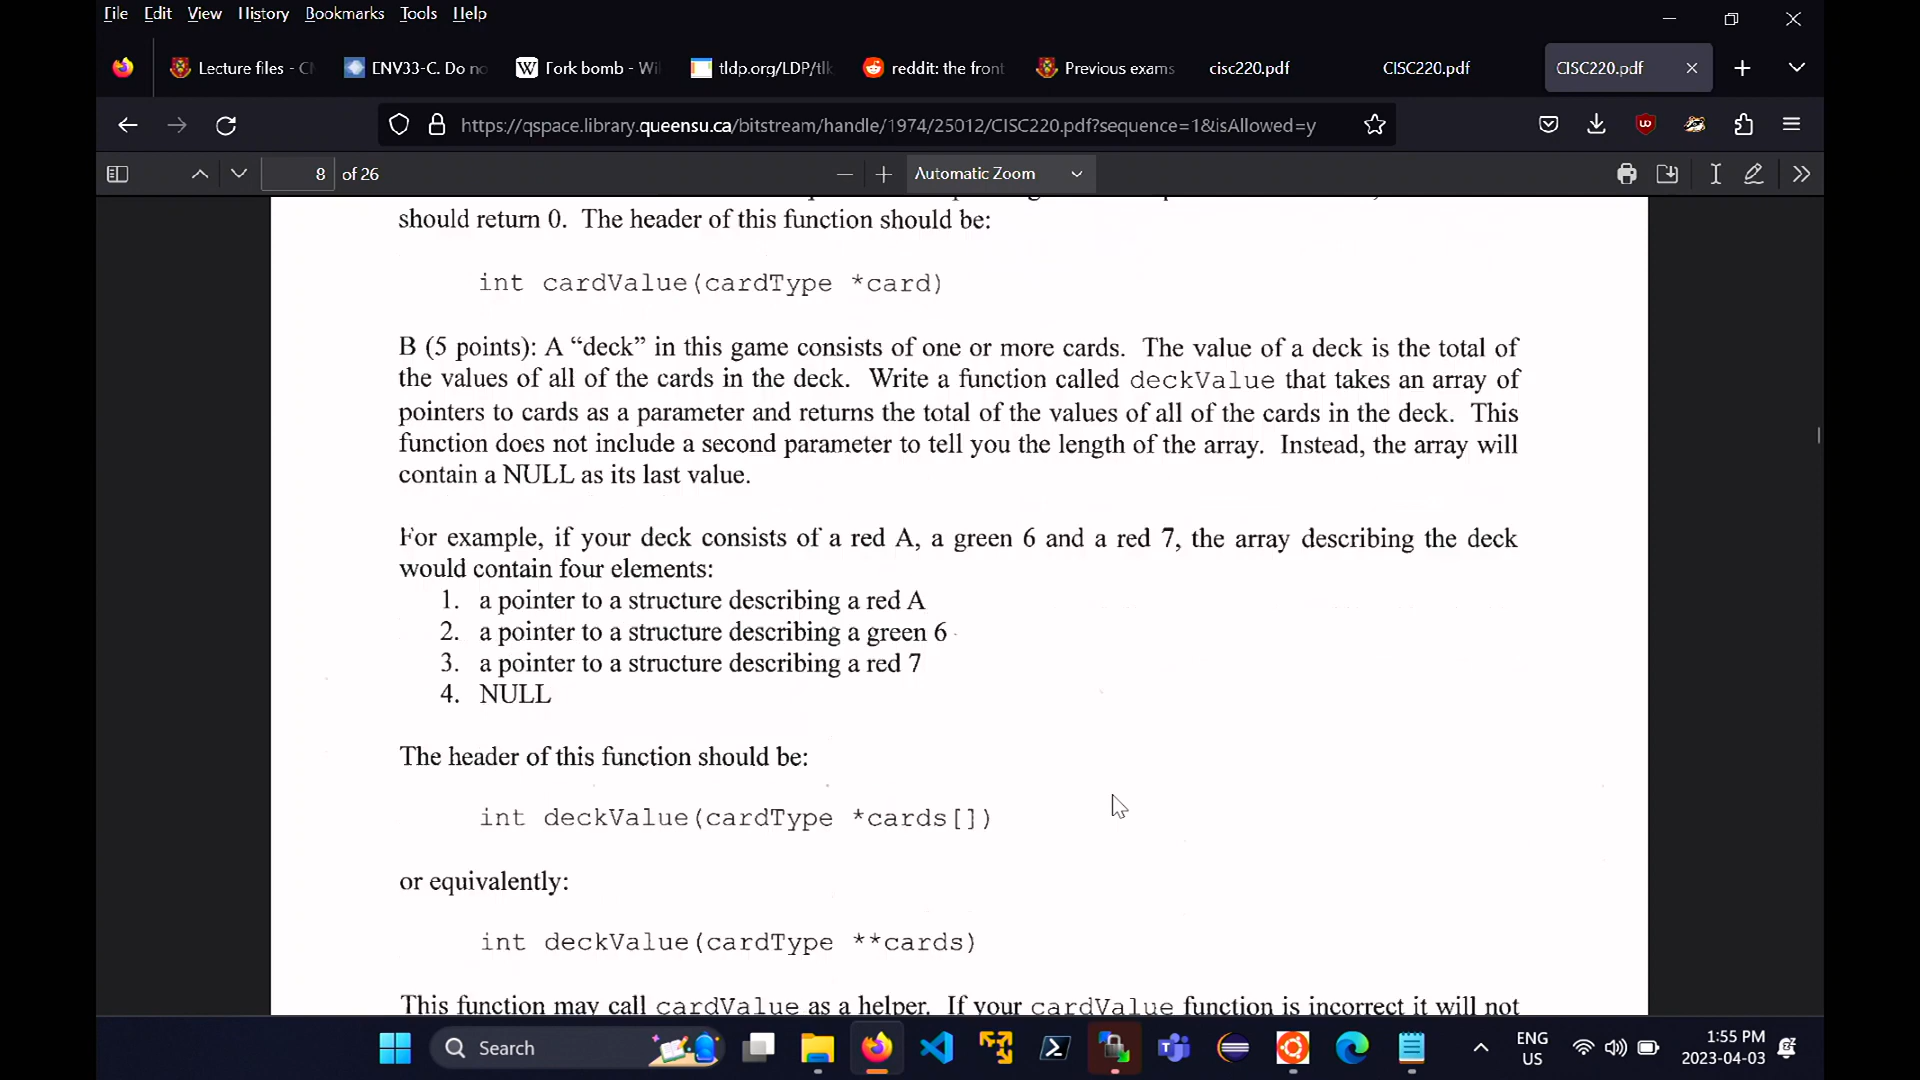 File Edit View History Bookmarks Tools Help
Lecture files - Cl
ENV33-C. Do no
Fork bomb - Wi
tldp.org/LDP/tlk
reddit: the front
Previous exams
cisc220.pdf
CISC220.pdf
CISC220.pdf
https://qspace.library.queensu.ca/bitstream/handle/1974/25012/CISC220.pdf?sequence=1&isAllowed=y
8 of 26
Automatic Zoom
should return 0. The header of this function should be:
int cardValue(cardType *card)
B (5 points): A “deck” in this game consists of one or more cards. The value of a deck is the total of
the values of all of the cards in the deck. Write a function called deckValue that takes an array of
pointers to cards as a parameter and returns the total of the values of all of the cards in the deck. This
function does not include a second parameter to tell you the length of the array. Instead, the array will
contain a NULL as its last value.
For example, if your deck consists of a red A, a green 6 and a red 7, the array describing the deck
would contain four elements:
1. a pointer to a structure describing a red A
2. a pointer to a structure describing a green 6
3. a pointer to a structure describing a red 7
4. NULL
The header of this function should be:
int deckValue(cardType *cards[])
or equivalently:
int deckValue(cardType **cards)
This function may call cardValue as a helper. If your cardValue function is incorrect it will not
Search
ENG
US
1:55 PM
2023-04-03